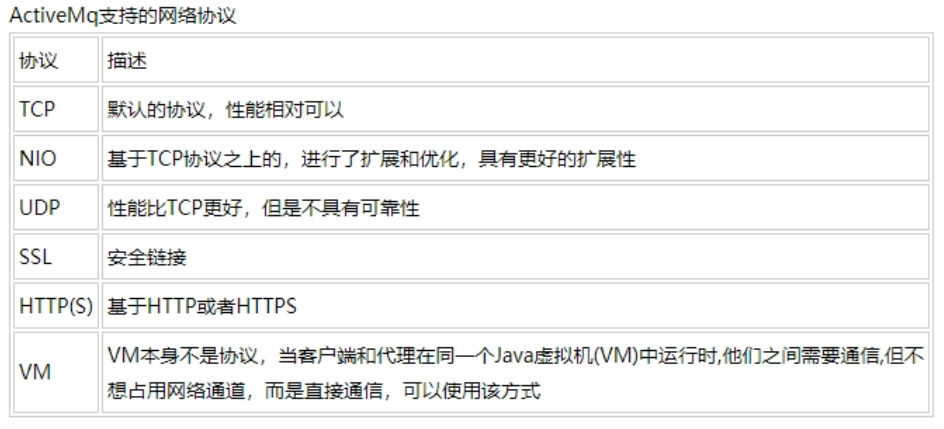 ActiveMq支持的网络协议
协议 描述
TCP 默认的协议，性能相对可以
NIO 基于TCP协议之上的，进行了扩展和优化，具有更好的扩展性
UDP 性能比TCP更好，但是不具有可靠性
SSL 安全链接
HTTP(S) 基于HTTP或者HTTPS
VM VM本身不是协议，当客户端和代理在同一个Java虚拟机(VM)中运行时,他们之间需要通信,但不
想占用网络通道，而是直接通信，可以使用该方式